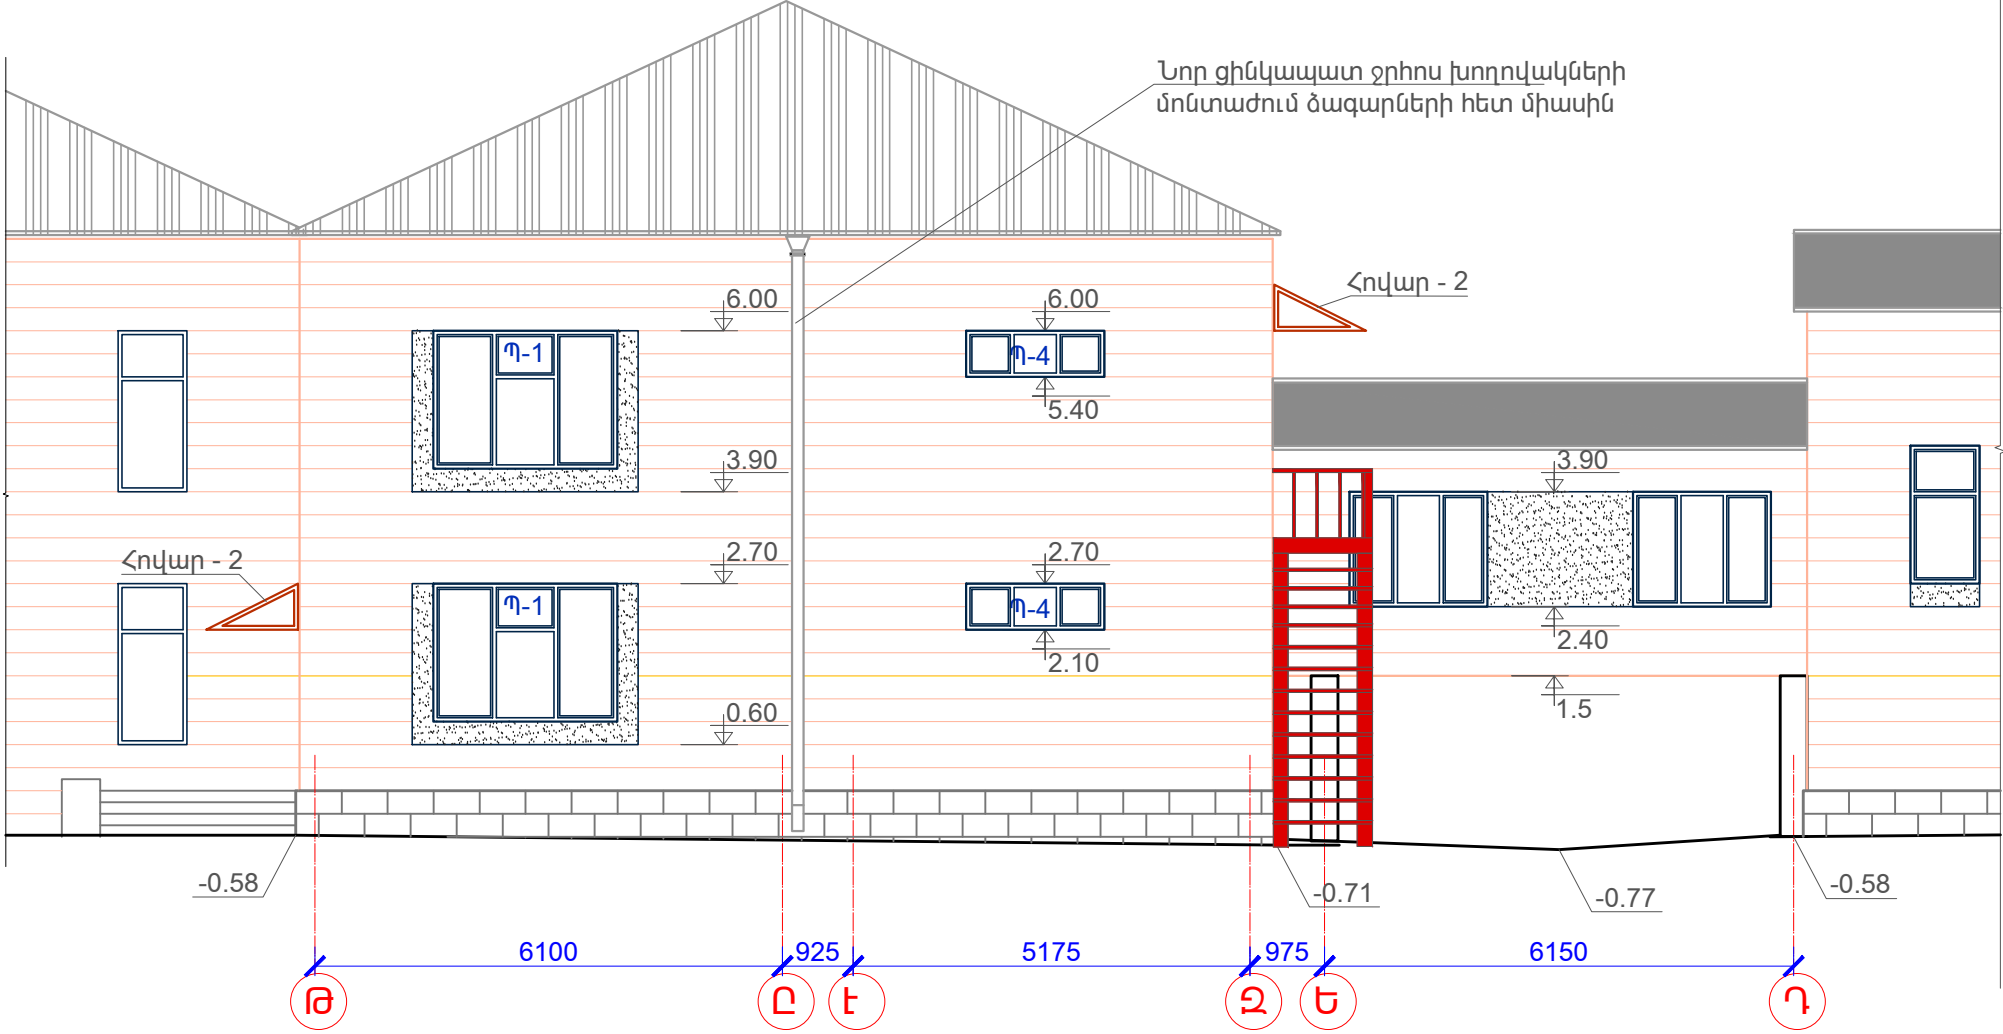 Նոր ցինկապատ ջրհոս խողովակների
մոնտաժում ձագարների հետ միասին
Հովար - 2
6.00
6.00
Պ-1
Պ-4
5.40
3.90
3.90
Հովար - 2
2.70
2.70
Պ-1
Պ-4
2.40
2.10
1.5
0.60
-0.58
-0.71
-0.77
-0.58
6100
925
5175
975
6150
Թ
Ը
Է
Զ
Ե
Դ